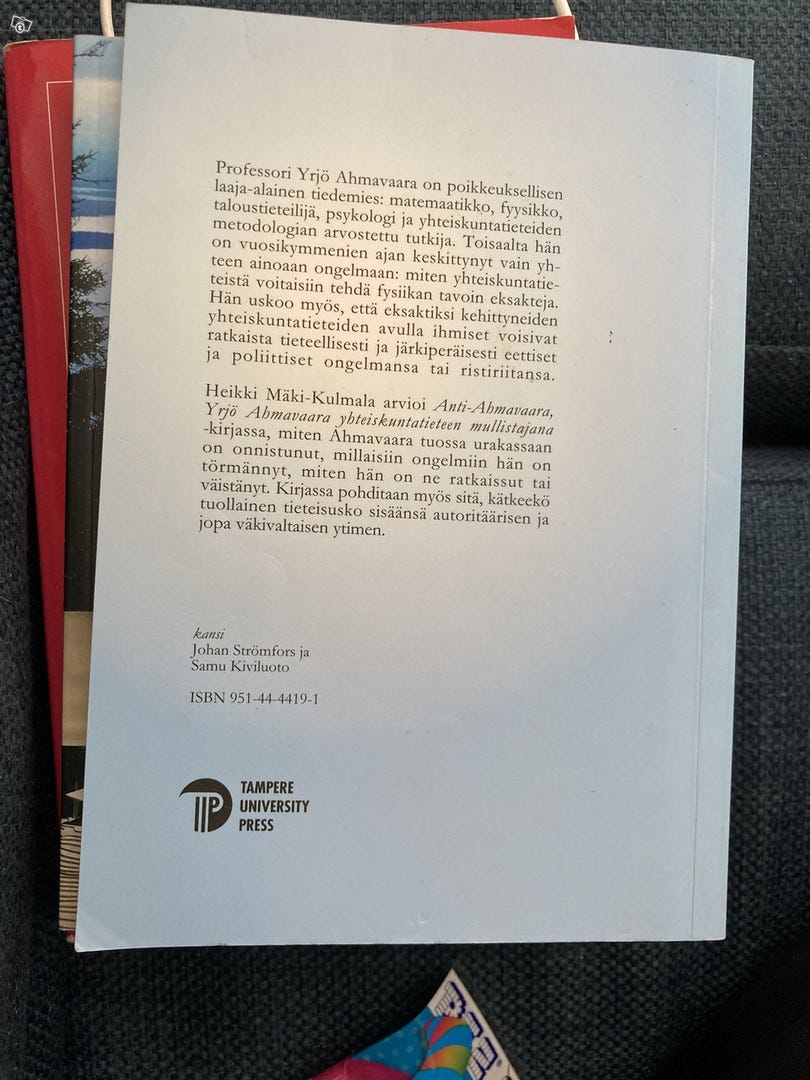 Professori Yrjö Ahmavaara on poikkeuksellisen
laaja-alainen tiedemies: matemaatikko, fyysikko,
taloustieteilijä, psykologi ja yhteiskuntatieteiden
metodologian arvostettu tutkija. Toisaalta hän
on vuosikymmenien ajan keskittynyt vain yh-
teen ainoaan ongelmaan: miten yhteiskuntatie-
teistä voitaisiin tehdä fysiikan tavoin eksakteja.
Hän uskoo myös, että eksaktiksi kehittyneiden
yhteiskuntatieteiden avulla ihmiset voisivat
ratkaista tieteellisesti ja järkiperäisesti eettiset
ja poliittiset ongelmansa tai ristiriitansa.
Heikki Mäki-Kulmala arvioi Anti-Ahmavaara,
Yrjö Ahmavaara yhteiskuntatieteen mullistajana
-kirjassa, miten Ahmavaara tuossa urakassaan
on onnistunut, millaisiin ongelmiin hän on
törmännyt, miten hän on ne ratkaissut tai
väistänyt. Kirjassa pohditaan myös sitä, kätkeekö
tuollainen tieteisusko sisäänsä autoritäärisen ja
jopa väkivaltaisen ytimen.
kansi
Johan Strömfors ja
Samu Kiviluoto
ISBN 951-44-4419-1
TAMPERE
UNIVERSITY
PRESS